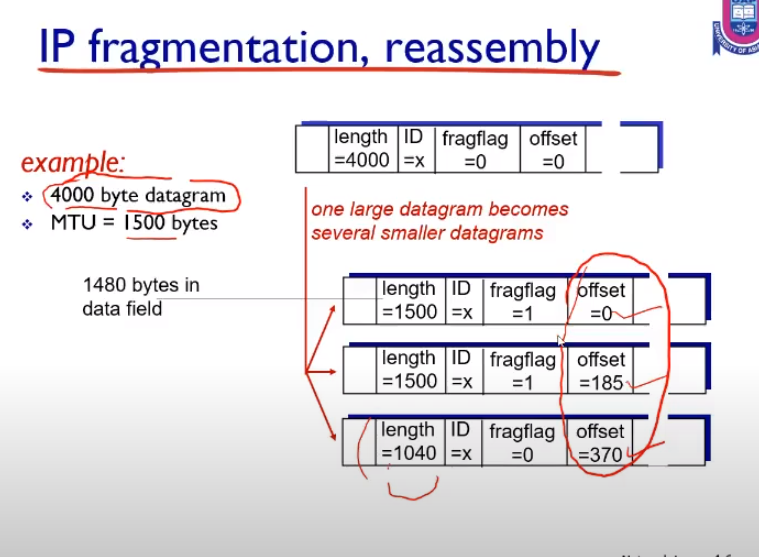 IP fragmentation, reassembly
example:
4000 byte datagram
MTU = 1500 bytes
length ID fragflag offset
=4000 =x =0 =0
one large datagram becomes
several smaller datagrams
1480 bytes in
data field
length ID fragflag offset
=1500 =x =1 =0
length ID fragflag offset
=1500 =x =1 =185
length ID fragflag offset
=1040 =x =0 =370